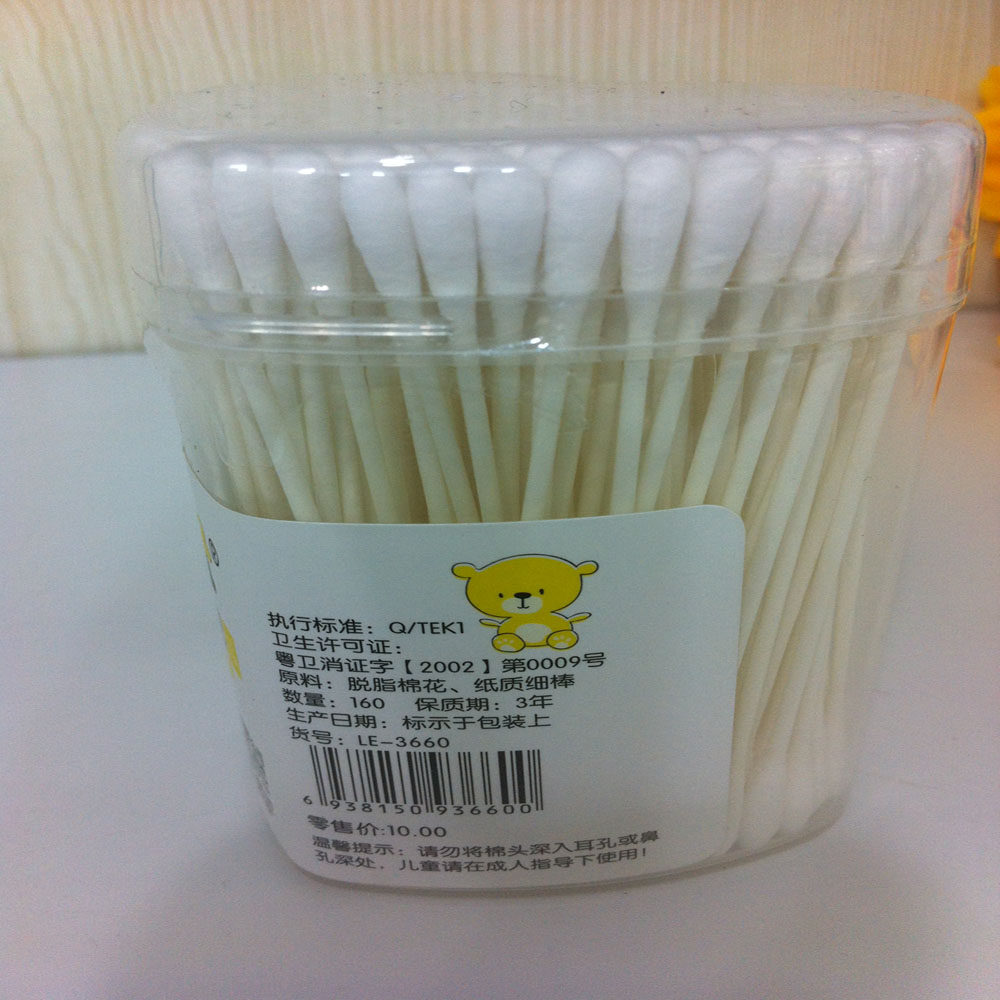 ®
执行标准：Q/TEK1
卫生许可证：
粤卫消证字【2002】第0009号
原料：脱脂棉花、纸质细棒
数量：160 保质期：3年
生产日期：标示于包装上
货号：LE-3660
6 938150 936600
零售价:10.00
温馨提示：请勿将棉头深入耳孔或鼻
孔深处，儿童请在成人指导下使用！